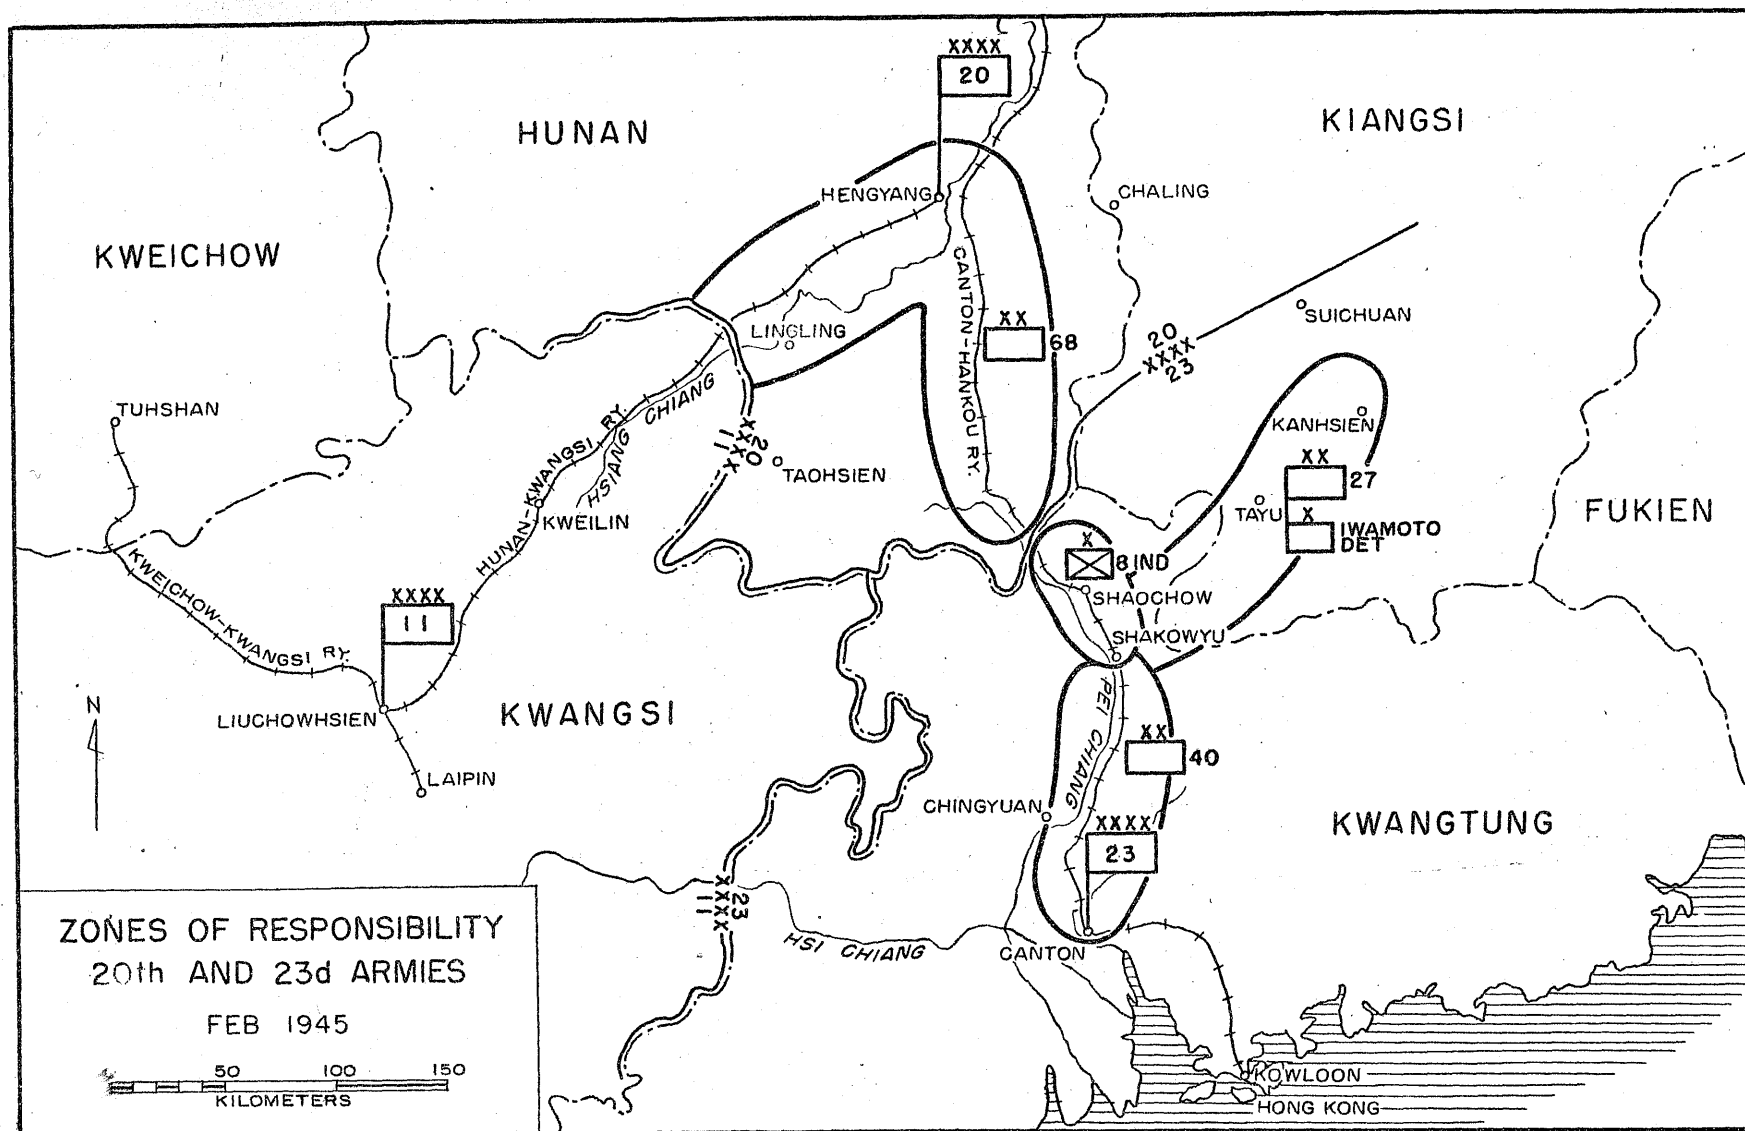 XXXX
20
HUNAN
KIANGSI
HENGYANG
CHALING
KWEICHOW
CANTON-HANKOU RY.
SUICHUAN
XX
68
LINGLING
20
XXXX
23
TUHSHAN
HSIANG CHIANG
HUNAN-KWANGSI RY.
KANHSIEN
20
XXXX
11
TAOHSIEN
XX
27
TAYU
X
IWAMOTO
DET
FUKIEN
KWEILIN
X
8 IND
KWEICHOW-KWANGSI RY.
SHAOCHOW
XXXX
11
SHAKOWYU
N
LIUCHOWHSIEN
KWANGSI
PEI CHIANG
XX
40
LAIPIN
CHINGYUAN
XXXX
23
KWANGTUNG
23
XXXX
11
HSI CHIANG
CANTON
ZONES OF RESPONSIBILITY
20th AND 23d ARMIES
FEB 1945
50 100 150
KILOMETERS
KOWLOON
HONG KONG